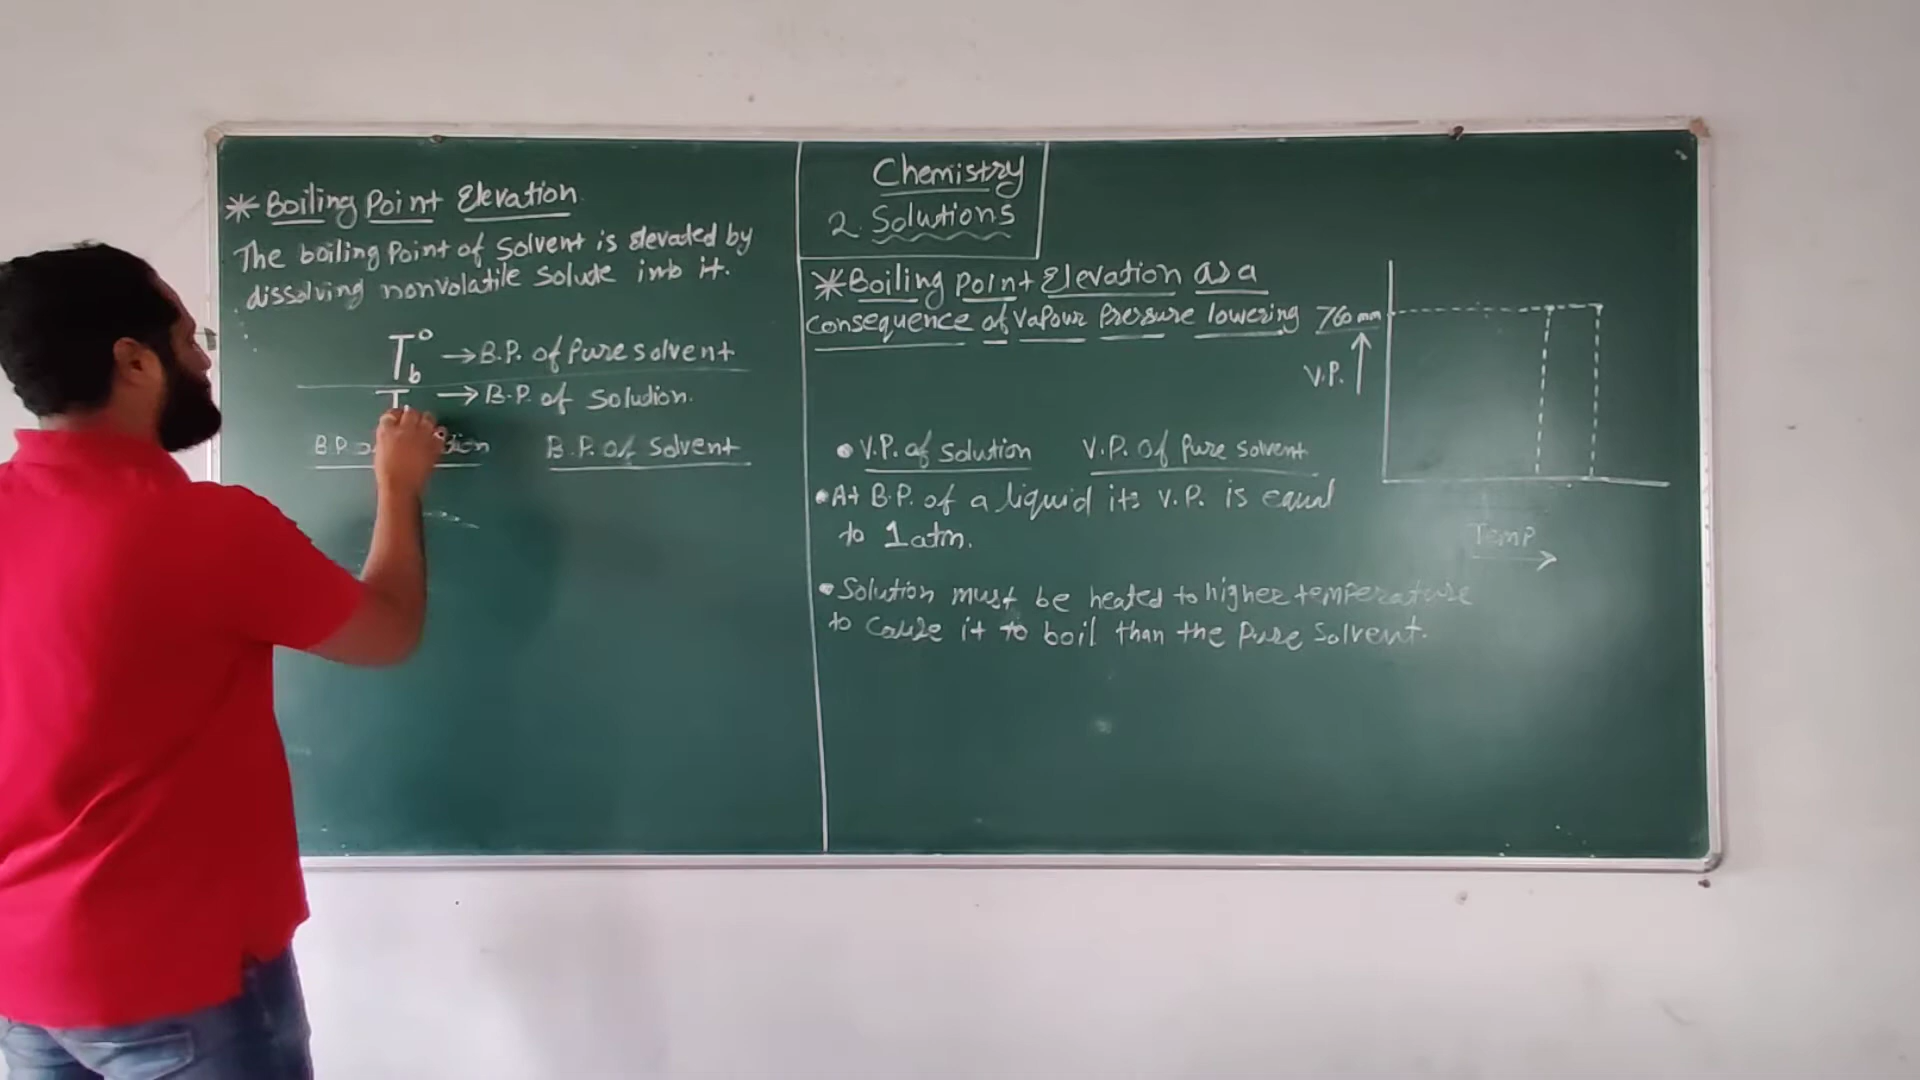 * Boiling Point Elevation
The boiling Point of Solvent is elevated by
dissolving nonvolatile Solute into it.
T°b → B.P. of Pure solvent
T → B.P. of Solution.
B.P. B.P. of Solvent
Chemistry
2. Solutions
* Boiling Point Elevation as a
Consequence of Vapour Pressure lowering
• V.P. of Solution V.P. of Pure Solvent
• At B.P. of a liquid its V.P. is equal
to 1 atm.
• Solution must be heated to higher temperature
to Cause it to boil than the Pure Solvent.
760 mm
V.P.
Temp